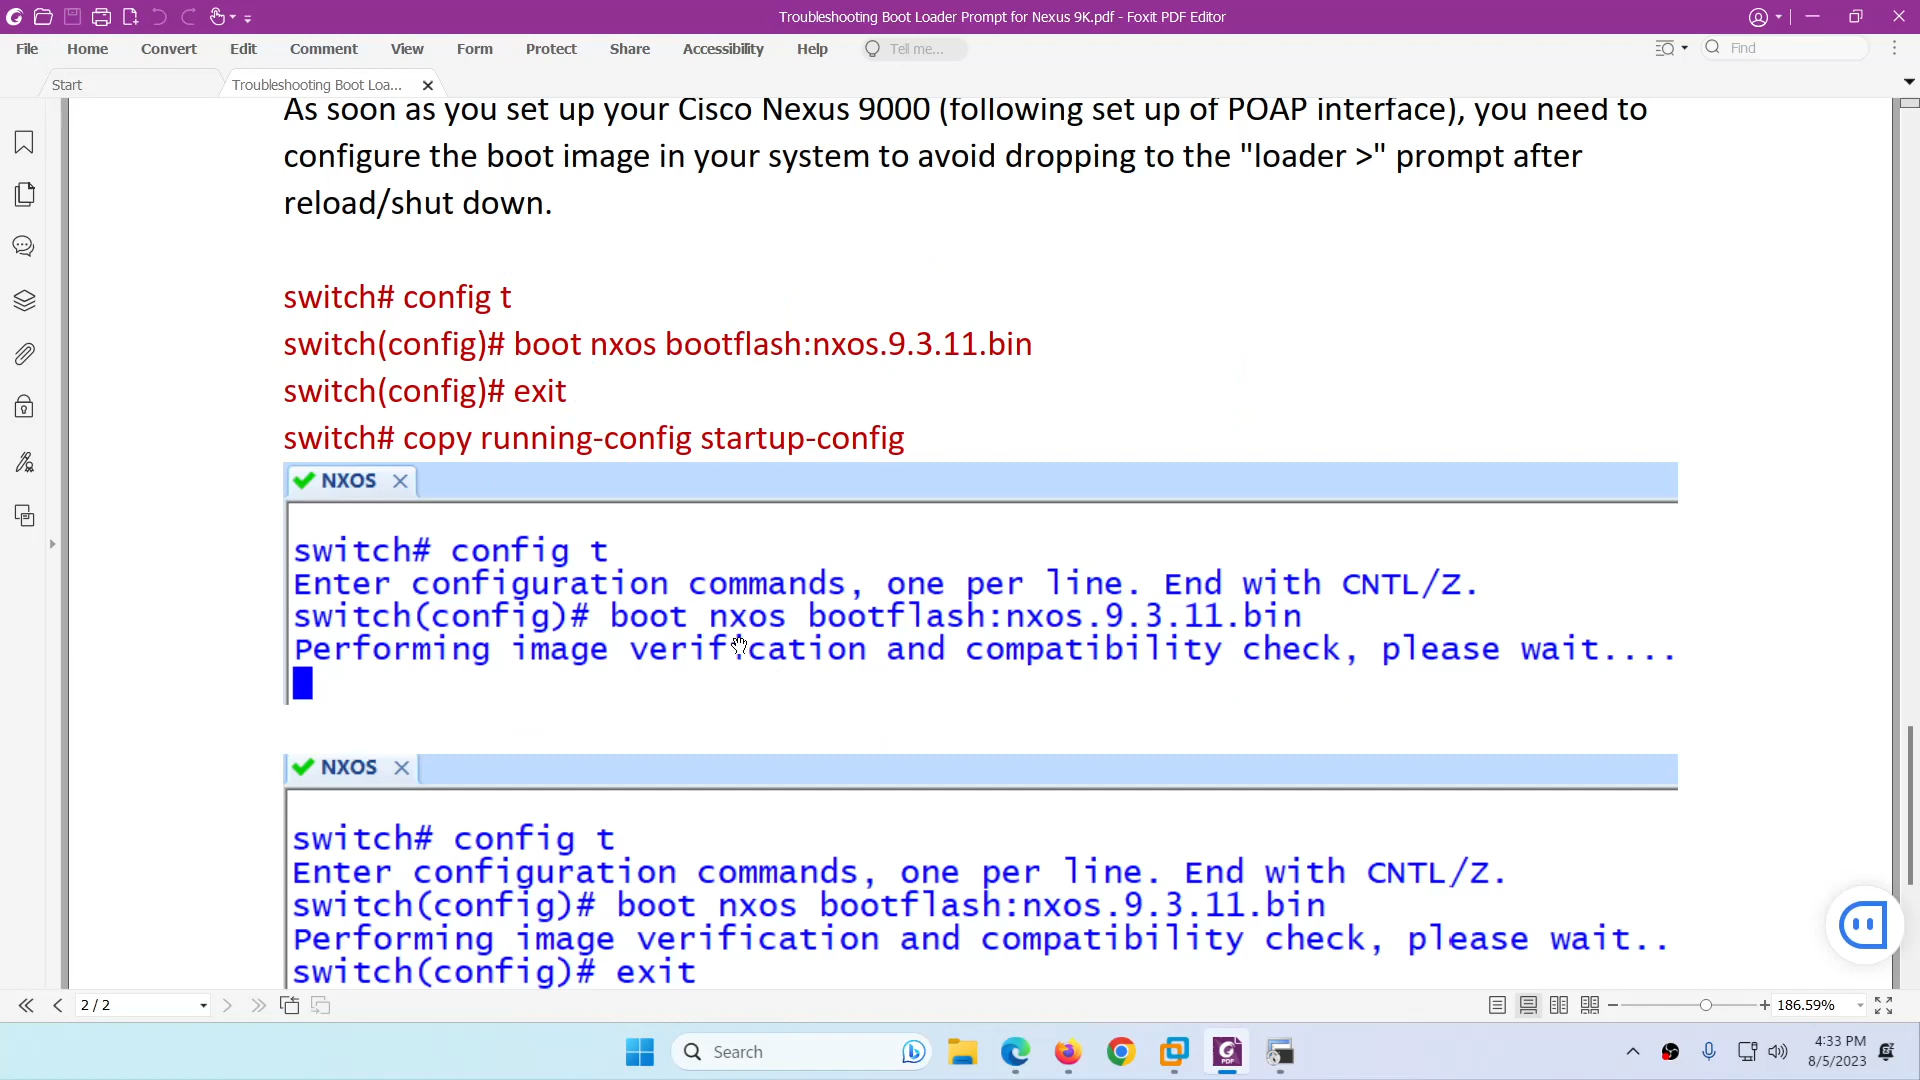 Troubleshooting Boot Loader Prompt for Nexus 9K.pdf - Foxit PDF Editor
File Home Convert Edit Comment View Form Protect Share Accessibility Help Tell me... Find
Start Troubleshooting Boot Loa...
As soon as you set up your Cisco Nexus 9000 (following set up of POAP interface), you need to
configure the boot image in your system to avoid dropping to the "loader >" prompt after
reload/shut down.
switch# config t
switch(config)# boot nxos bootflash:nxos.9.3.11.bin
switch(config)# exit
switch# copy running-config startup-config
NXOS
switch# config t
Enter configuration commands, one per line. End with CNTL/Z.
switch(config)# boot nxos bootflash:nxos.9.3.11.bin
Performing image verification and compatibility check, please wait....
NXOS
switch# config t
Enter configuration commands, one per line. End with CNTL/Z.
switch(config)# boot nxos bootflash:nxos.9.3.11.bin
Performing image verification and compatibility check, please wait..
switch(config)# exit
2 / 2 186.59%
Search 4:33 PM
8/5/2023